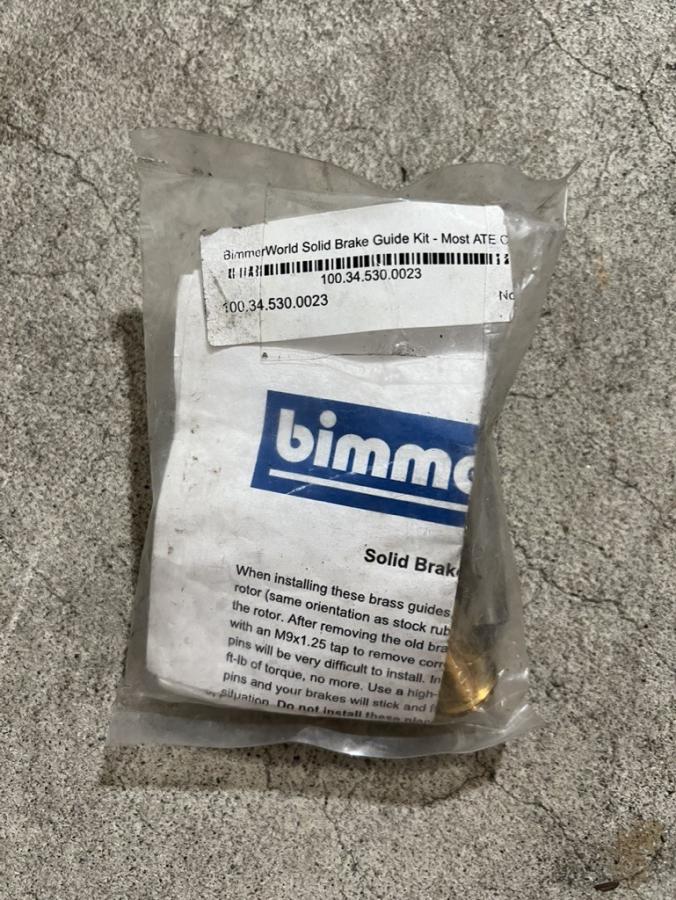 BimmerWorld Solid Brake Guide Kit - Most ATE C
100.34.530.0023
100.34.530.0023 No
bimmo
Solid Brake
When installing these brass guides,
rotor (same orientation as stock rub
the rotor. After removing the old bra
with an M9x1.25 tap to remove corr
pins will be very difficult to install. In
ft-lb of torque, no more. Use a high-
pins and your brakes will stick and f
situation. Do not install these